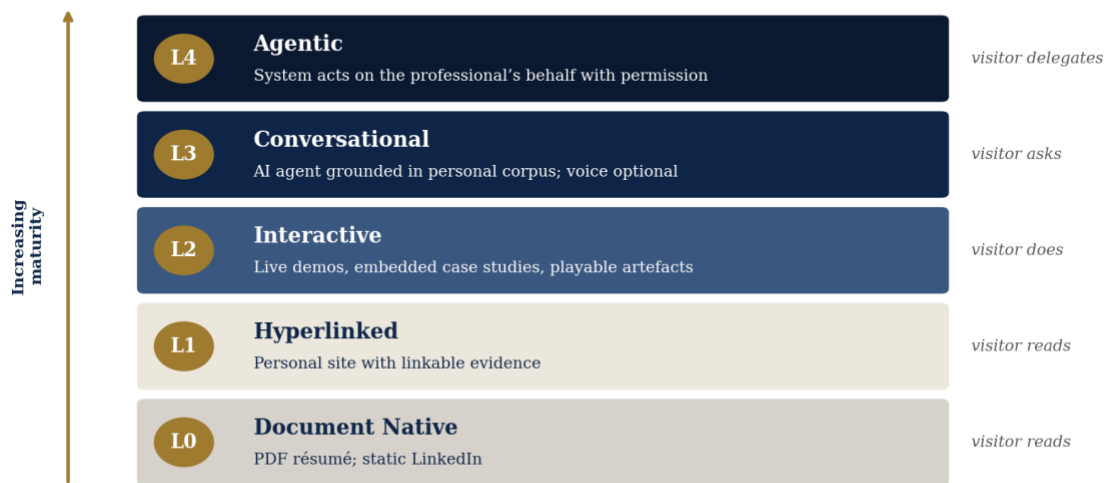 L4
Agentic
System acts on the professional’s behalf with permission
visitor delegates
L3
Conversational
AI agent grounded in personal corpus; voice optional
visitor asks
Increasing
maturity
L2
Interactive
Live demos, embedded case studies, playable artefacts
visitor does
L1
Hyperlinked
Personal site with linkable evidence
visitor reads
L0
Document Native
PDF résumé; static LinkedIn
visitor reads